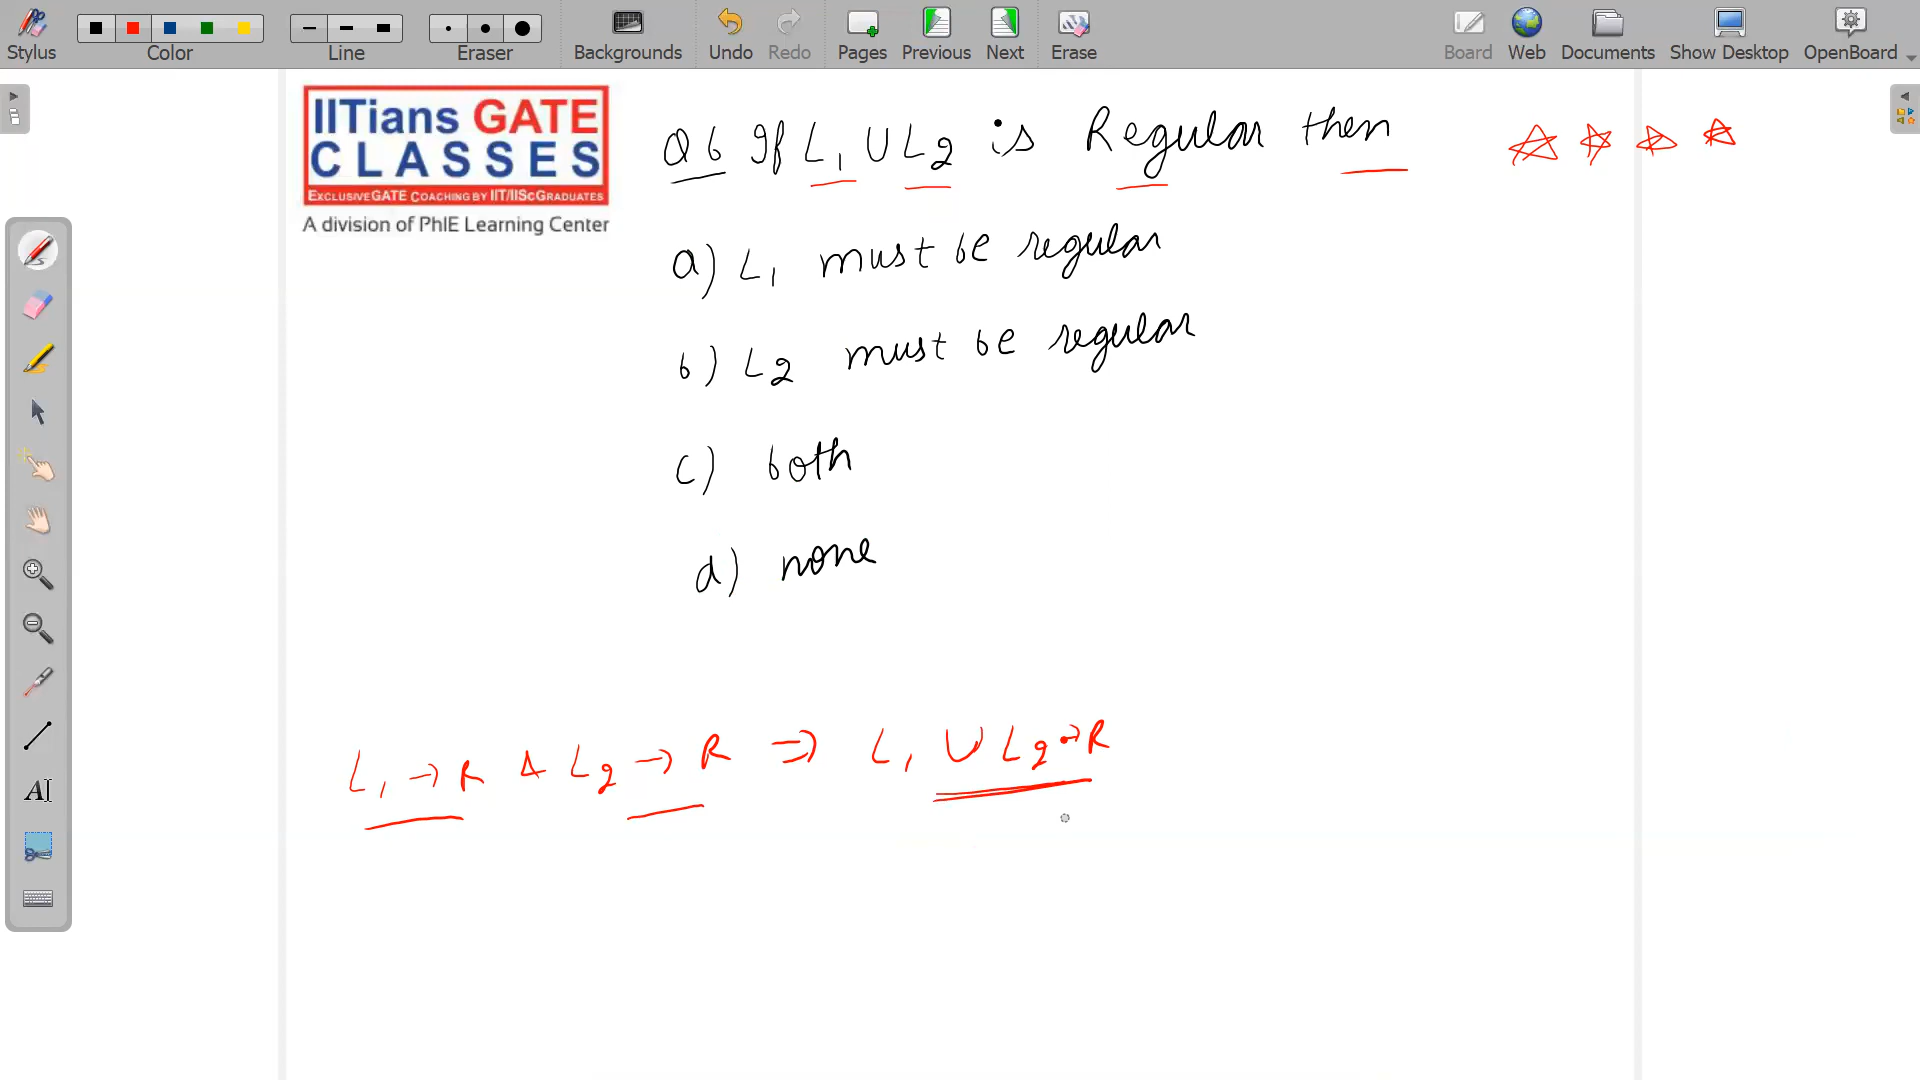 Stylus Color Line Eraser Backgrounds Undo Redo Pages Previous Next Erase Board Web Documents Show Desktop OpenBoard
IITians GATE
CLASSES
EXCLUSIVE GATE COACHING BY IIT/IISc GRADUATES
A division of PhIE Learning Center
Q6 If L1 ∪ L2 is Regular then
a) L1 must be regular
b) L2 must be regular
c) both
d) none
L1 → R & L2 → R ⇒ L1 ∪ L2 → R